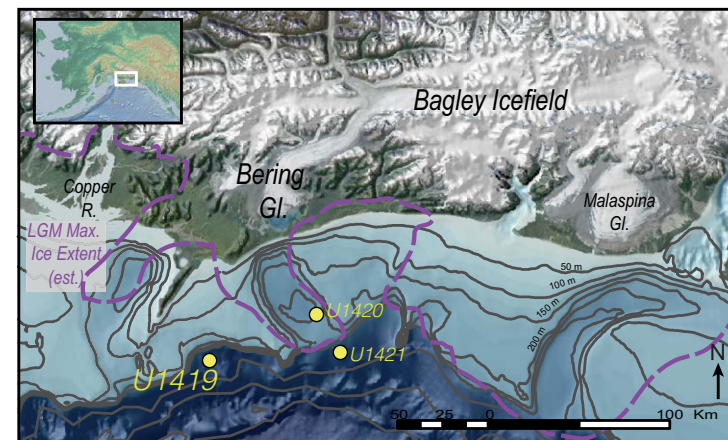 Bagley Icefield
Bering
Gl.
Copper
R.
Malaspina
Gl.
LGM Max.
Ice Extent
(est.)
50 m
100 m
150 m
200 m
U1420
U1421
U1419
N
50 25 0 100 Km